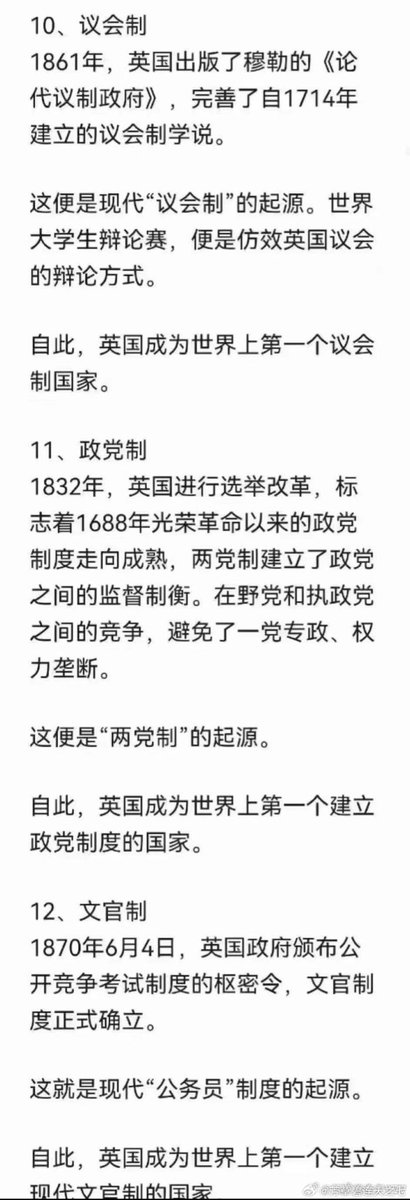 10、议会制
1861年，英国出版了穆勒的《论
代议制政府》，完善了自1714年
建立的议会制学说。
这便是现代“议会制”的起源。世界
大学生辩论赛，便是仿效英国议会
的辩论方式。
自此，英国成为世界上第一个议会
制国家。
11、政党制
1832年，英国进行选举改革，标
志着1688年光荣革命以来的政党
制度走向成熟，两党制建立了政党
之间的监督制衡。在野党和执政党
之间的竞争，避免了一党专政、权
力垄断。
这便是“两党制”的起源。
自此，英国成为世界上第一个建立
政党制度的国家。
12、文官制
1870年6月4日，英国政府颁布公
开竞争考试制度的枢密令，文官制
度正式确立。
这就是现代“公务员”制度的起源。
自此，英国成为世界上第一个建立
现代文官制的国家